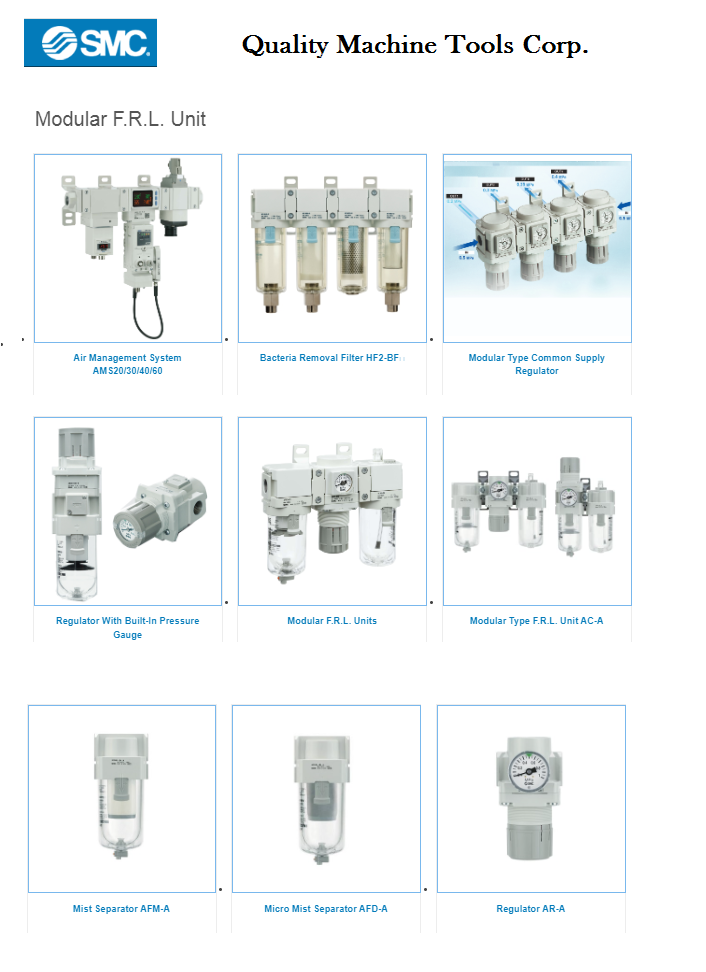 SMC.
Quality Machine Tools Corp.
Modular F.R.L. Unit
Air Management System
AMS20/30/40/60
Bacteria Removal Filter HF2-BF
Modular Type Common Supply
Regulator
Regulator With Built-In Pressure
Gauge
Modular F.R.L. Units
Modular Type F.R.L. Unit AC-A
Mist Separator AFM-A
Micro Mist Separator AFD-A
Regulator AR-A